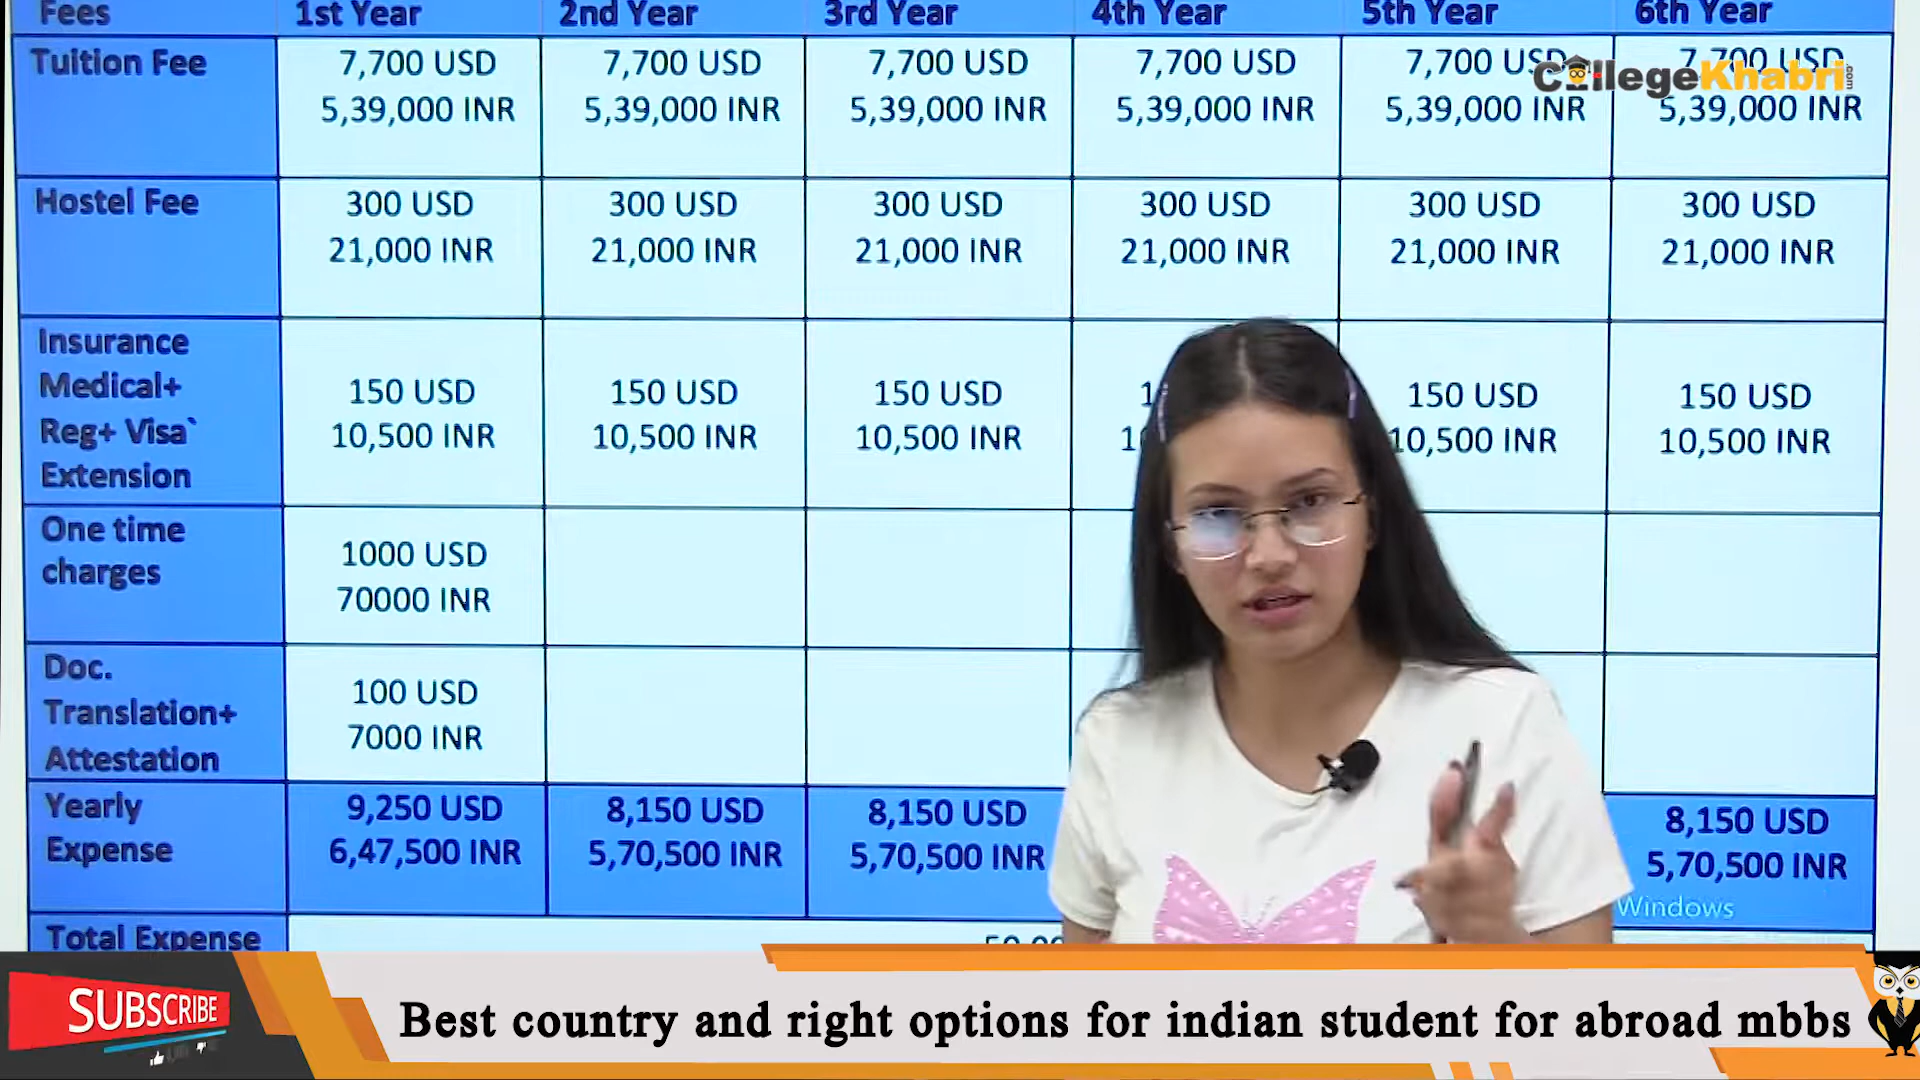 Fees 1st Year 2nd Year 3rd Year 4th Year 5th Year 6th Year
Tuition Fee 7,700 USD 7,700 USD 7,700 USD 7,700 USD 7,700 USD 7,700 USD
5,39,000 INR 5,39,000 INR 5,39,000 INR 5,39,000 INR 5,39,000 INR 5,39,000 INR
CollegeKhabri.com
Hostel Fee 300 USD 300 USD 300 USD 300 USD 300 USD 300 USD
21,000 INR 21,000 INR 21,000 INR 21,000 INR 21,000 INR 21,000 INR
Insurance
Medical+ 150 USD 150 USD 150 USD 150 USD 150 USD
Reg+ Visa` 10,500 INR 10,500 INR 10,500 INR 10,500 INR 10,500 INR
Extension
One time 1000 USD
charges 70000 INR
Doc. 100 USD
Translation+ 7000 INR
Attestation
Yearly 9,250 USD 8,150 USD 8,150 USD 8,150 USD
Expense 6,47,500 INR 5,70,500 INR 5,70,500 INR 5,70,500 INR
Windows
Total Expense
SUBSCRIBE
Best country and right options for indian student for abroad mbbs